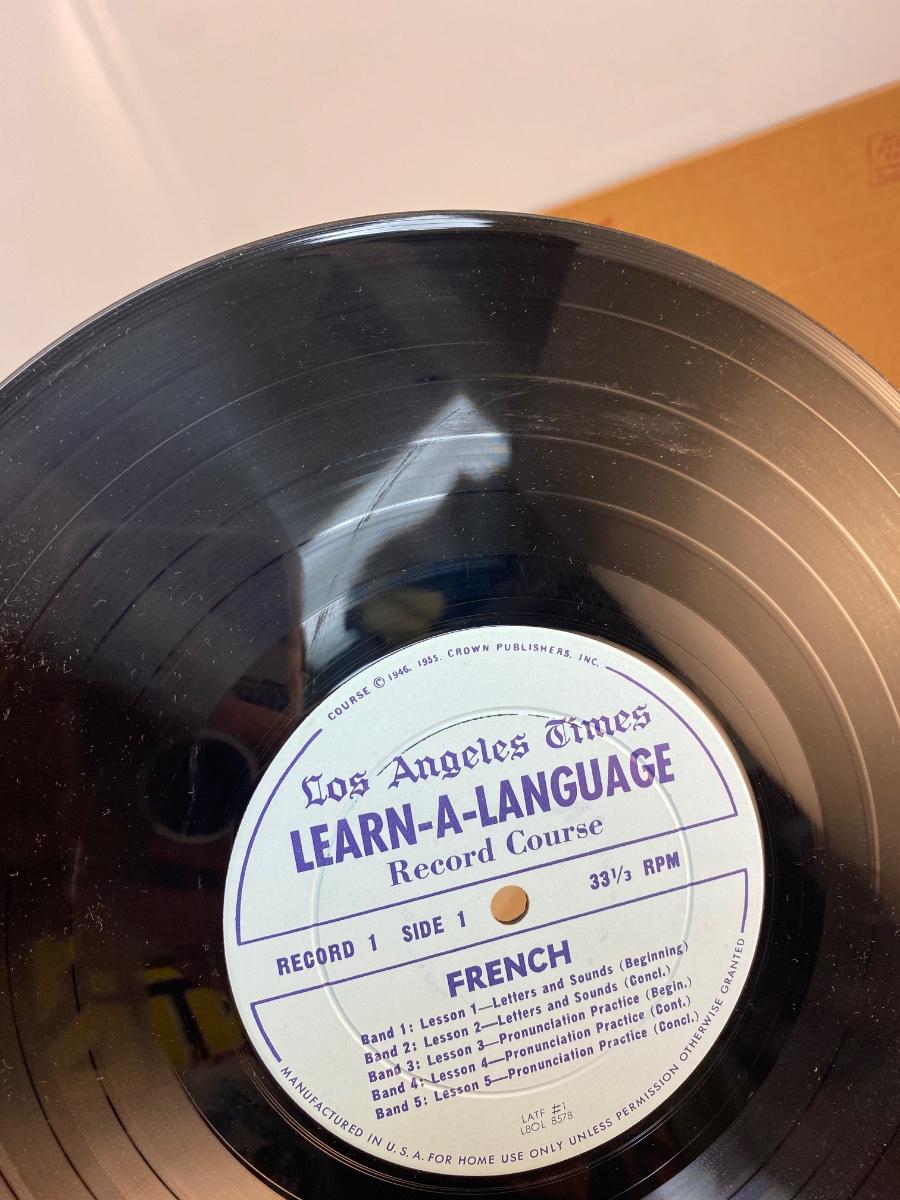 COURSE © 1946, 1955, CROWN PUBLISHERS, INC.
Los Angeles Times
LEARN-A-LANGUAGE
Record Course
RECORD 1 SIDE 1 33⅓ RPM
FRENCH
Band 1: Lesson 1—Letters and Sounds (Beginning)
Band 2: Lesson 2—Letters and Sounds (Concl.)
Band 3: Lesson 3—Pronunciation Practice (Begin.)
Band 4: Lesson 4—Pronunciation Practice (Cont.)
Band 5: Lesson 5—Pronunciation Practice (Concl.)
LATF #1
L8OL 8578
MANUFACTURED IN U.S.A. FOR HOME USE ONLY UNLESS PERMISSION OTHERWISE GRANTED